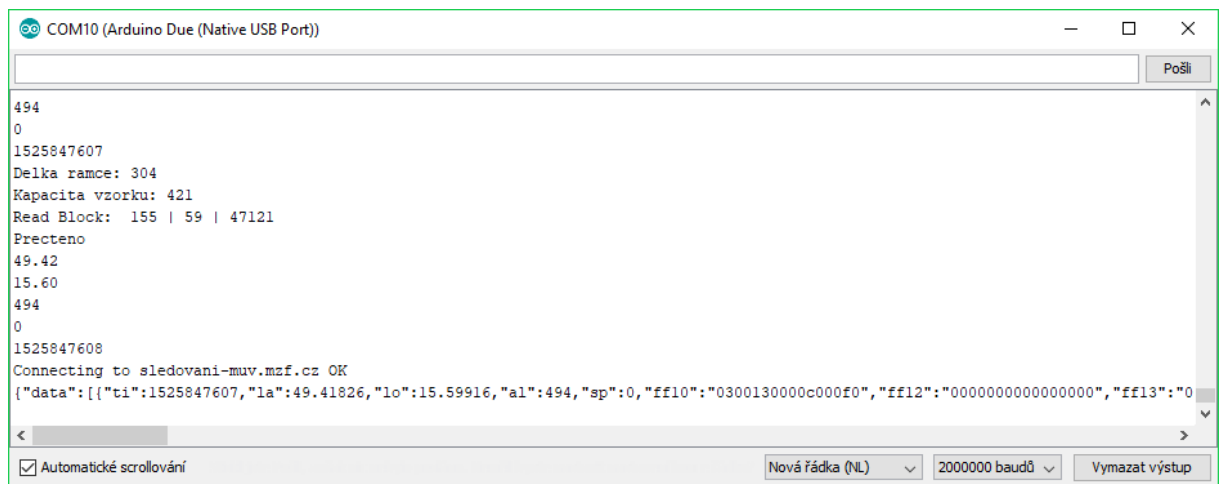 COM10 (Arduino Due (Native USB Port))
Pošli
494
0
1525847607
Delka ramce: 304
Kapacita vzorku: 421
Read Block:  155 | 59 | 47121
Precteno
49.42
15.60
494
0
1525847608
Connecting to sledovani-muv.mzf.cz OK
{"data":[{"ti":1525847607,"la":49.41826,"lo":15.59916,"al":494,"sp":0,"ff10":"0300130000c000f0","ff12":"0000000000000000","ff13":"0
Automatické scrollování
Nová řádka (NL)
2000000 baudů
Vymazat výstup